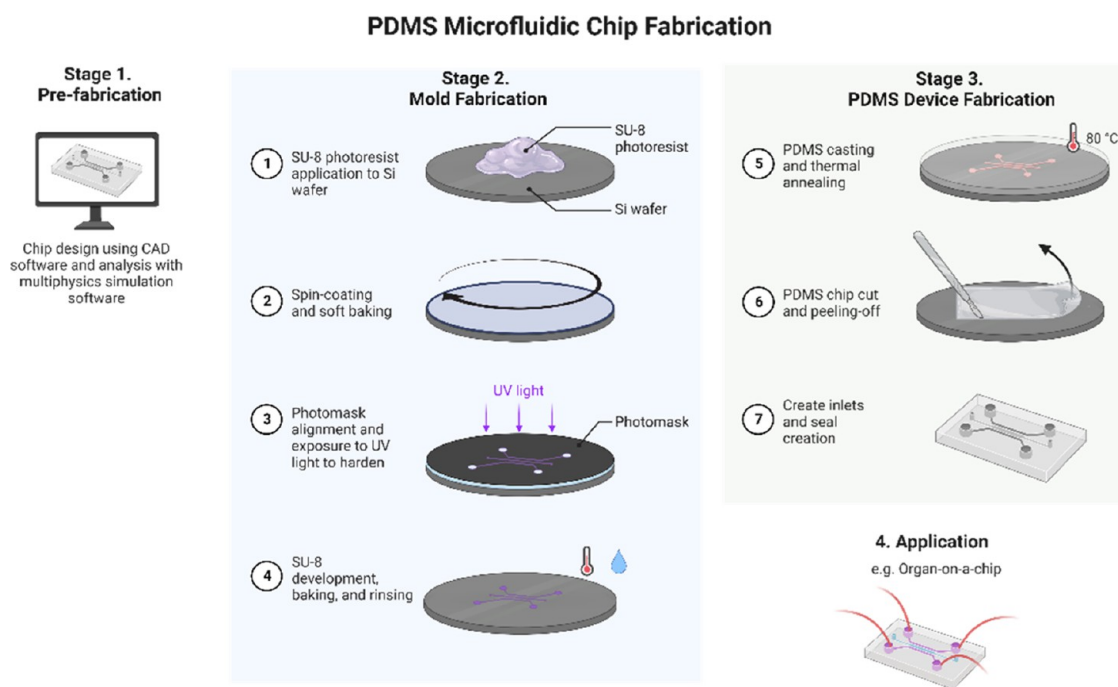 PDMS Microfluidic Chip Fabrication
Stage 1.
Pre-fabrication
Chip design using CAD
software and analysis with
multiphysics simulation
software
Stage 2.
Mold Fabrication
1
SU-8 photoresist
application to Si
wafer
SU-8
photoresist
Si wafer
2
Spin-coating
and soft baking
3
Photomask
alignment and
exposure to UV
light to harden
UV light
Photomask
4
SU-8
development,
baking, and rinsing
Stage 3.
PDMS Device Fabrication
5
PDMS casting
and thermal
annealing
80 °C
6
PDMS chip cut
and peeling-off
7
Create inlets
and seal
creation
4. Application
e.g. Organ-on-a-chip